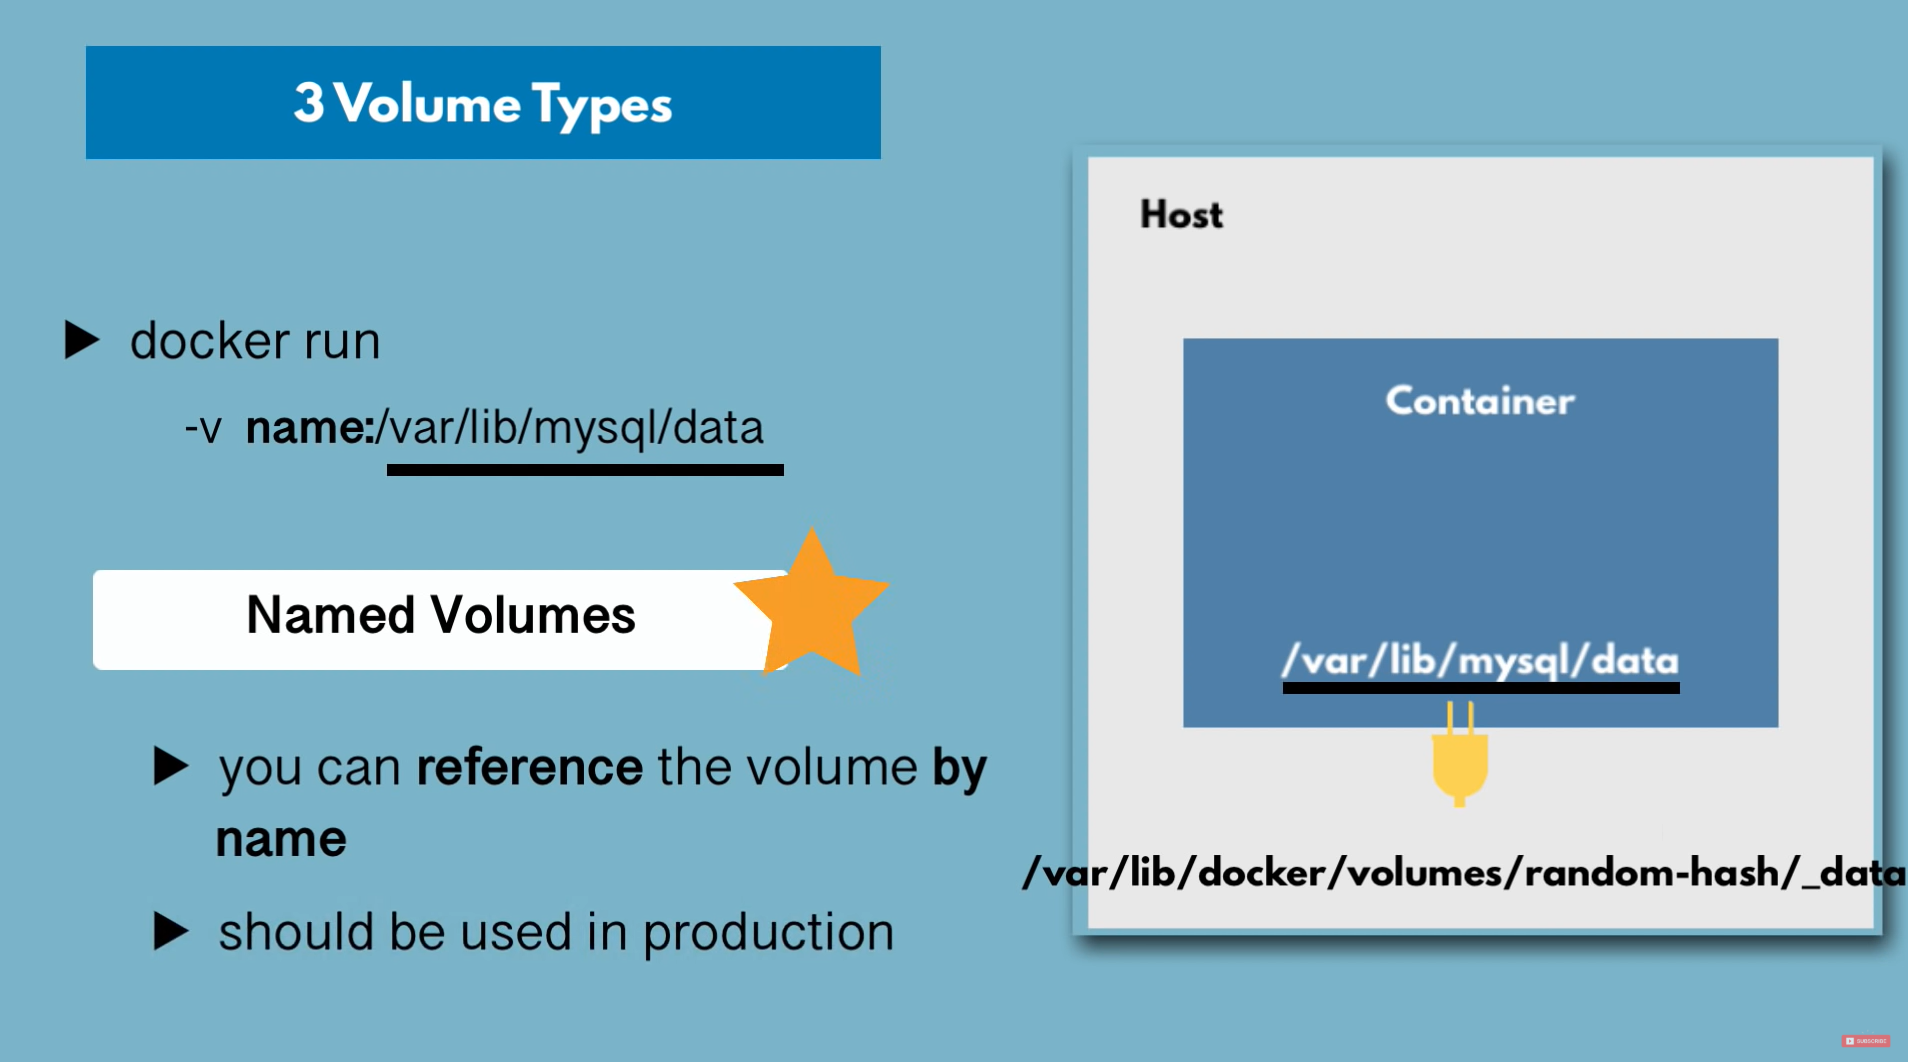 3 Volume Types
docker run
-v name:/var/lib/mysql/data
Named Volumes
you can reference the volume by
name
should be used in production
Host
Container
/var/lib/mysql/data
/var/lib/docker/volumes/random-hash/_data
SUBSCRIBE